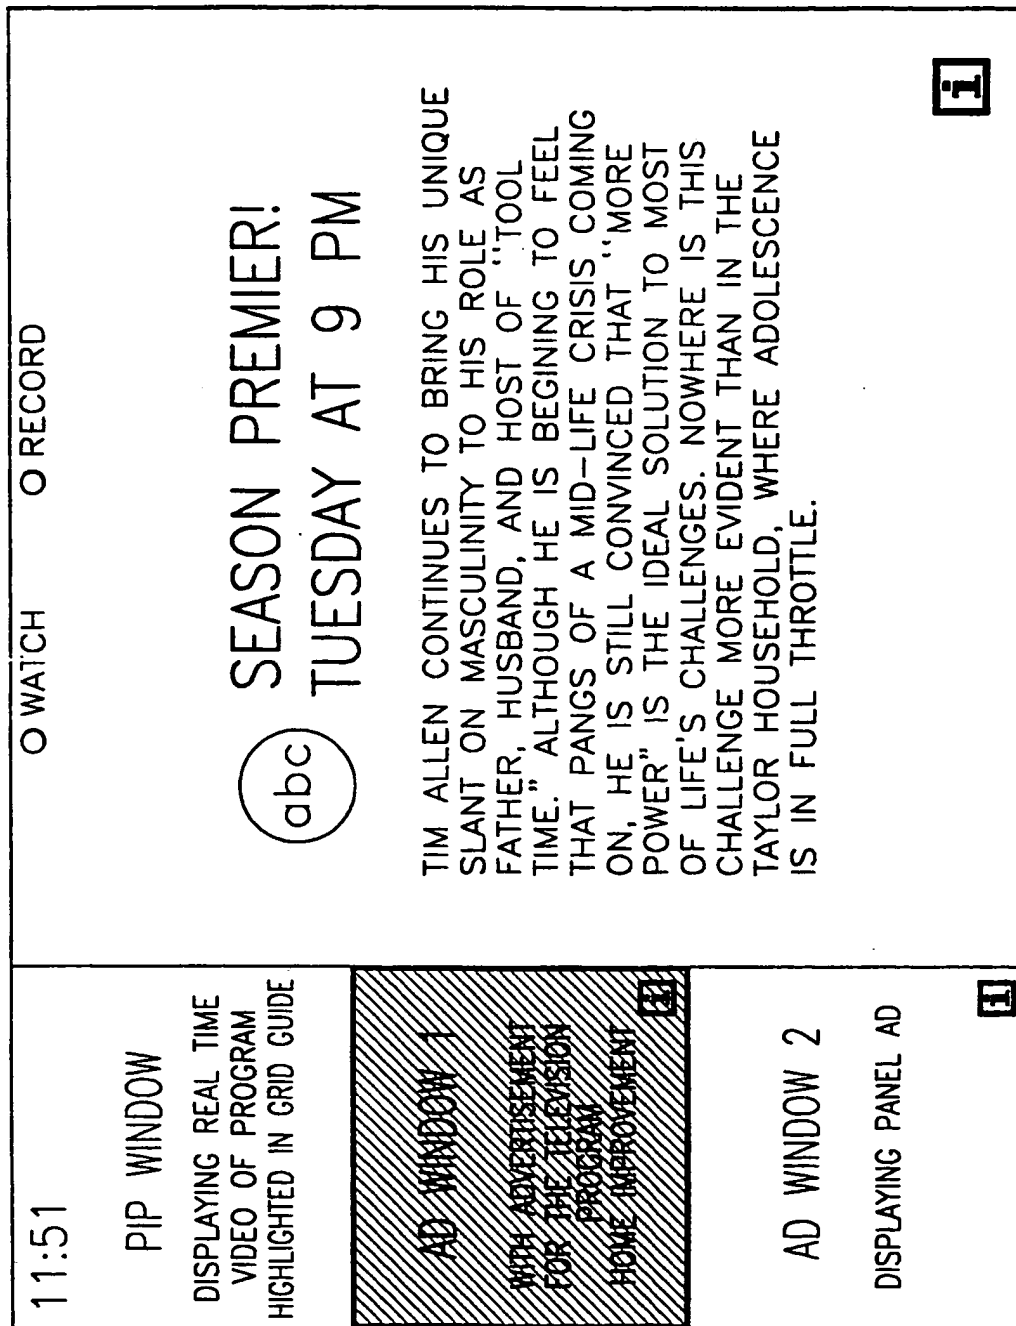 11:51
PIP WINDOW
DISPLAYING REAL TIME
VIDEO OF PROGRAM
HIGHLIGHTED IN GRID GUIDE
AD WINDOW 1
WITH ADVERTISEMENT
FOR THE TELEVISION
PROGRAM
HOME IMPROVEMENT
i
AD WINDOW 2
DISPLAYING PANEL AD
i
O WATCH O RECORD
abc
SEASON PREMIER!
TUESDAY AT 9 PM
TIM ALLEN CONTINUES TO BRING HIS UNIQUE
SLANT ON MASCULINITY TO HIS ROLE AS
FATHER, HUSBAND, AND HOST OF "TOOL
TIME." ALTHOUGH HE IS BEGINING TO FEEL
THAT PANGS OF A MID-LIFE CRISIS COMING
ON, HE IS STILL CONVINCED THAT "MORE
POWER" IS THE IDEAL SOLUTION TO MOST
OF LIFE'S CHALLENGES. NOWHERE IS THIS
CHALLENGE MORE EVIDENT THAN IN THE
TAYLOR HOUSEHOLD, WHERE ADOLESCENCE
IS IN FULL THROTTLE.
i